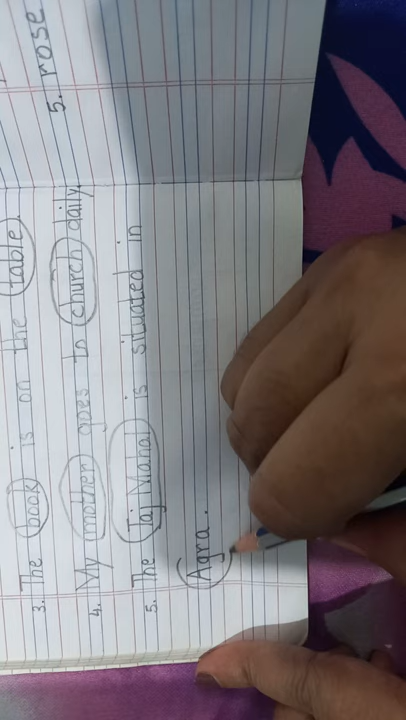 3. The book is on the table.
4. My mother goes to church daily.
5. The Taj Mahal is situated in
Agra.
5. rose